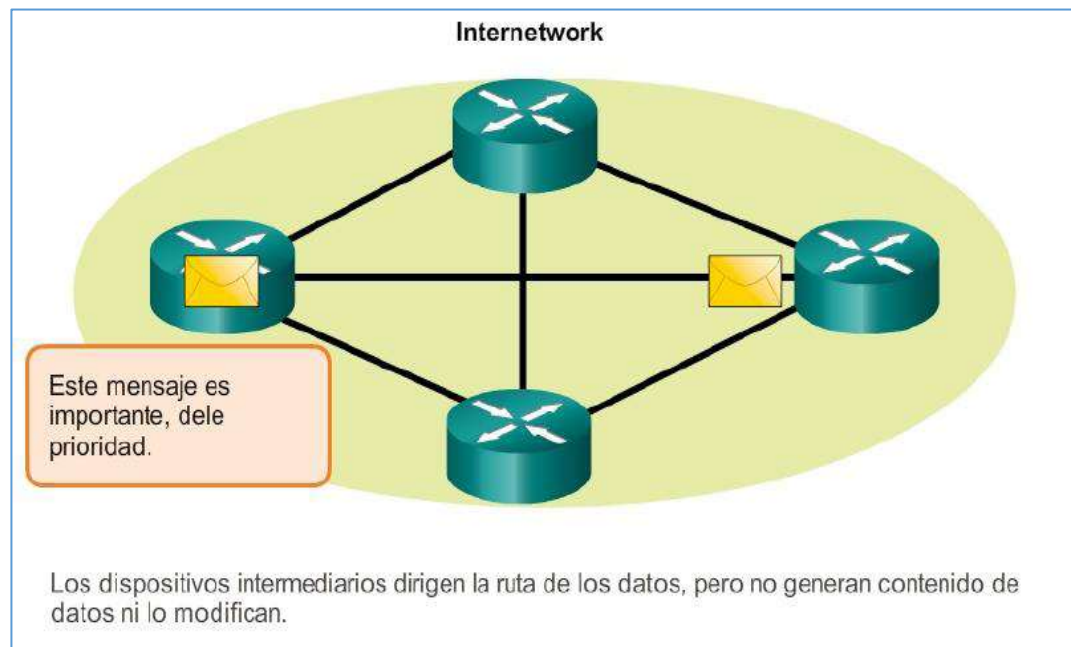 Internetwork
Este mensaje es
importante, dele
prioridad.
Los dispositivos intermediarios dirigen la ruta de los datos, pero no generan contenido de
datos ni lo modifican.